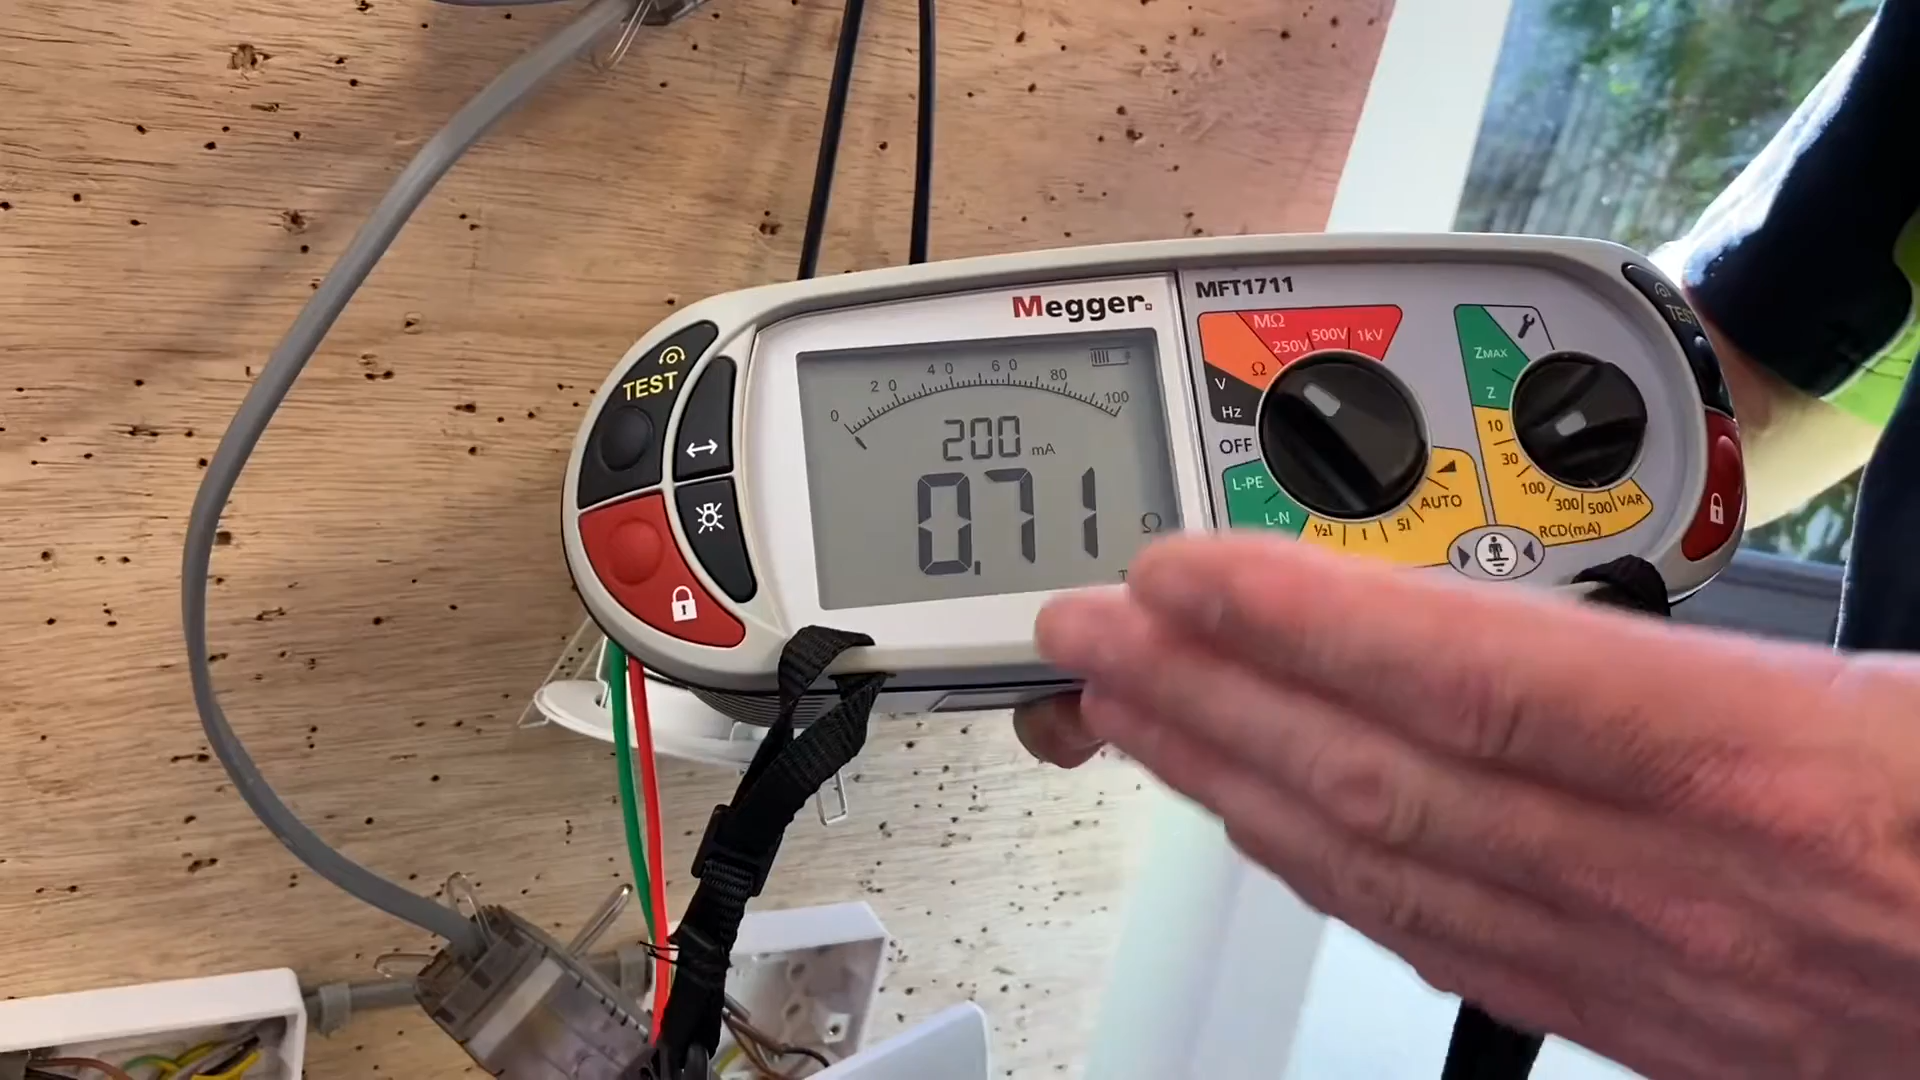 Megger.
MFT1711
TEST
0 20 40 60 80 100
200 mA
0.71 Ω
MΩ
250V 500V 1kV
Ω
V
Hz
OFF
L-PE
L-N
½I I 5I AUTO
ZMAX
Z
10
30
100 300 500 VAR
RCD(mA)
TEST